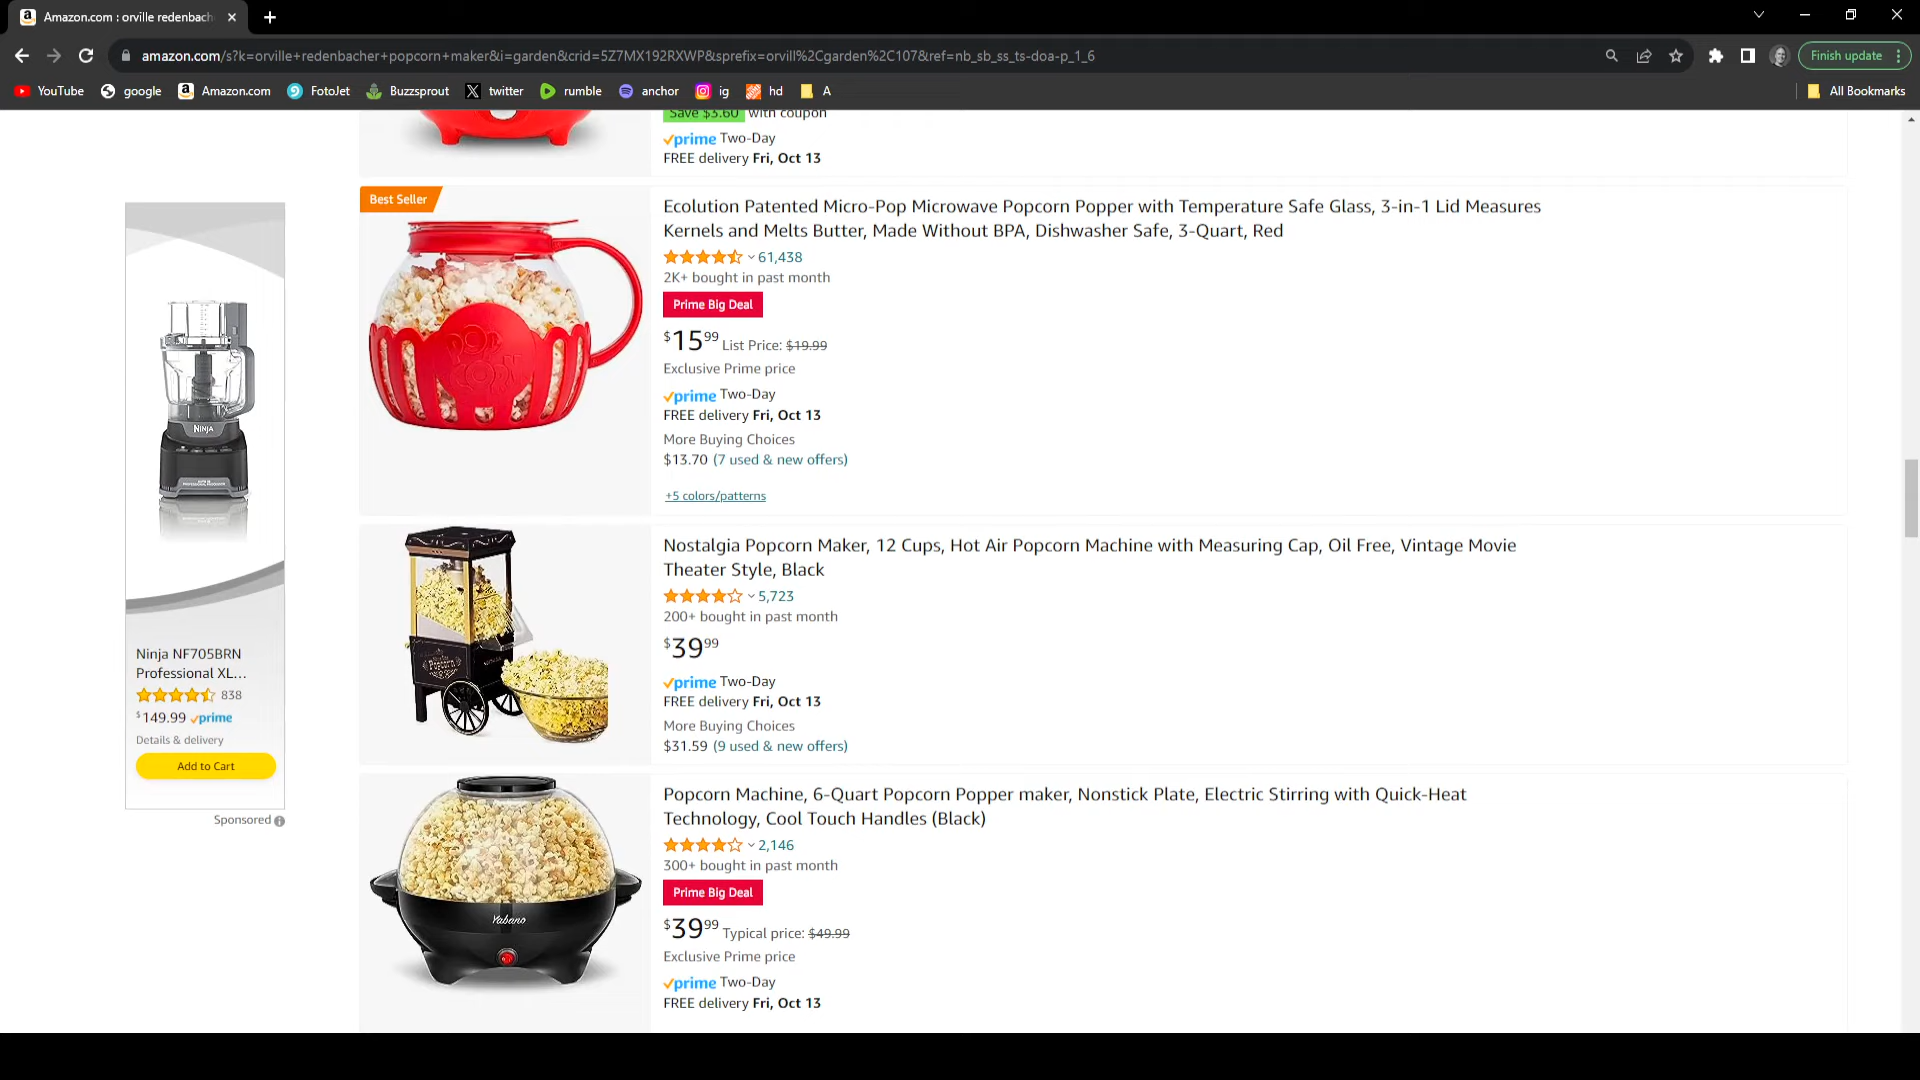 Amazon.com : orville redenbach
amazon.com/s?k=orville+redenbacher+popcorn+maker&i=garden&crid=5Z7MX192RXWP&sprefix=orvill%2Cgarden%2C107&ref=nb_sb_ss_ts-doa-p_1_6
Finish update
YouTube google Amazon.com FotoJet Buzzsprout twitter rumble anchor ig hd A All Bookmarks
Save $3.60 with coupon
prime Two-Day
FREE delivery Fri, Oct 13
Best Seller
Ecolution Patented Micro-Pop Microwave Popcorn Popper with Temperature Safe Glass, 3-in-1 Lid Measures
Kernels and Melts Butter, Made Without BPA, Dishwasher Safe, 3-Quart, Red
61,438
2K+ bought in past month
Prime Big Deal
$15.99 List Price: $19.99
Exclusive Prime price
prime Two-Day
FREE delivery Fri, Oct 13
More Buying Choices
$13.70 (7 used & new offers)
+5 colors/patterns
NINJA
Ninja NF705BRN
Professional XL...
838
$149.99 prime
Details & delivery
Add to Cart
Sponsored
Popcorn
Nostalgia Popcorn Maker, 12 Cups, Hot Air Popcorn Machine with Measuring Cap, Oil Free, Vintage Movie
Theater Style, Black
5,723
200+ bought in past month
$39.99
prime Two-Day
FREE delivery Fri, Oct 13
More Buying Choices
$31.59 (9 used & new offers)
Yabano
Popcorn Machine, 6-Quart Popcorn Popper maker, Nonstick Plate, Electric Stirring with Quick-Heat
Technology, Cool Touch Handles (Black)
2,146
300+ bought in past month
Prime Big Deal
$39.99 Typical price: $49.99
Exclusive Prime price
prime Two-Day
FREE delivery Fri, Oct 13